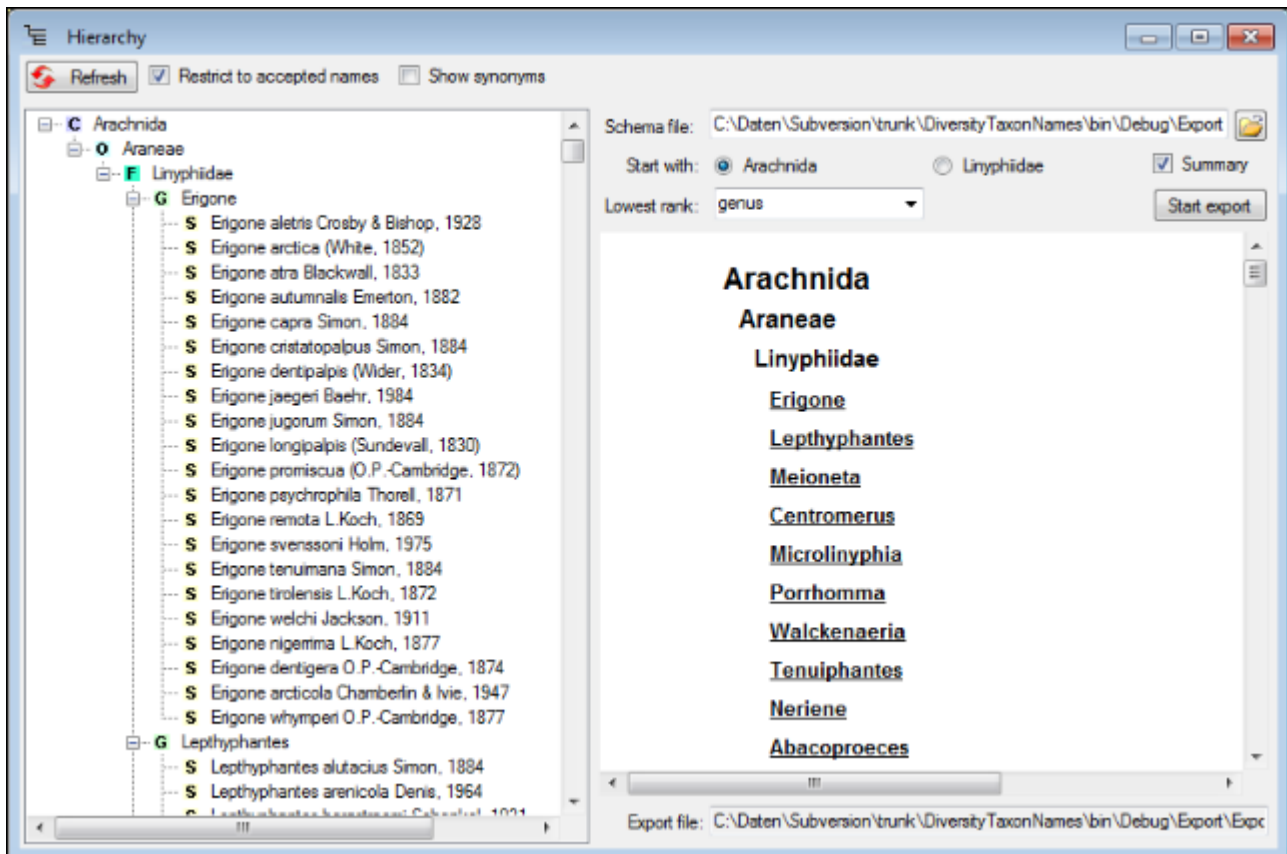 Hierarchy
Refresh Restrict to accepted names Show synonyms
C Arachnida
O Araneae
F Linyphiidae
G Erigone
S Erigone aletris Crosby & Bishop, 1928
S Erigone arctica (White, 1852)
S Erigone atra Blackwall, 1833
S Erigone autumnalis Emerton, 1882
S Erigone capra Simon, 1884
S Erigone cristatopalpus Simon, 1884
S Erigone dentipalpis (Wider, 1834)
S Erigone jaegeri Baehr, 1984
S Erigone jugorum Simon, 1884
S Erigone longipalpis (Sundevall, 1830)
S Erigone promiscua (O.P.-Cambridge, 1872)
S Erigone psychrophila Thorell, 1871
S Erigone remota L.Koch, 1869
S Erigone svenssoni Holm, 1975
S Erigone tenuimana Simon, 1884
S Erigone tirolensis L.Koch, 1872
S Erigone welchi Jackson, 1911
S Erigone nigerrima L.Koch, 1877
S Erigone dentigera O.P.-Cambridge, 1874
S Erigone arcticola Chamberlin & Ivie, 1947
S Erigone whymperi O.P.-Cambridge, 1877
G Lepthyphantes
S Lepthyphantes alutacius Simon, 1884
S Lepthyphantes arenicola Denis, 1964
Schema file: C:\Daten\Subversion\trunk\DiversityTaxonNames\bin\Debug\Export
Start with: Arachnida Linyphiidae Summary
Lowest rank: genus Start export
Arachnida
Araneae
Linyphiidae
Erigone
Lepthyphantes
Meioneta
Centromerus
Microlinyphia
Porrhomma
Walckenaeria
Tenuiphantes
Neriene
Abacoproeces
Export file: C:\Daten\Subversion\trunk\DiversityTaxonNames\bin\Debug\Export\Expo